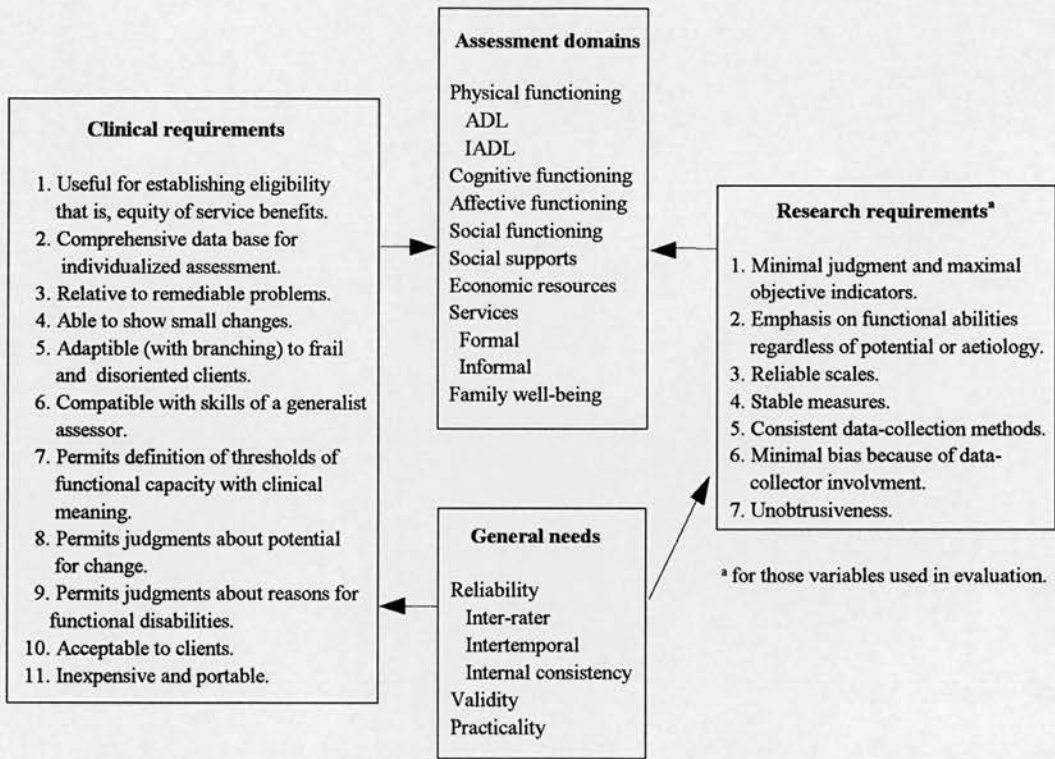 Assessment domains
Physical functioning
ADL
IADL
Cognitive functioning
Affective functioning
Social functioning
Social supports
Economic resources
Services
Formal
Informal
Family well-being
Clinical requirements
1. Useful for establishing eligibility
that is, equity of service benefits.
2. Comprehensive data base for
individualized assessment.
3. Relative to remediable problems.
4. Able to show small changes.
5. Adaptible (with branching) to frail
and disoriented clients.
6. Compatible with skills of a generalist
assessor.
7. Permits definition of thresholds of
functional capacity with clinical
meaning.
8. Permits judgments about potential
for change.
9. Permits judgments about reasons for
functional disabilities.
10. Acceptable to clients.
11. Inexpensive and portable.
Research requirementsᵃ
1. Minimal judgment and maximal
objective indicators.
2. Emphasis on functional abilities
regardless of potential or aetiology.
3. Reliable scales.
4. Stable measures.
5. Consistent data-collection methods.
6. Minimal bias because of data-
collector involvment.
7. Unobtrusiveness.
ᵃ for those variables used in evaluation.
General needs
Reliability
Inter-rater
Intertemporal
Internal consistency
Validity
Practicality